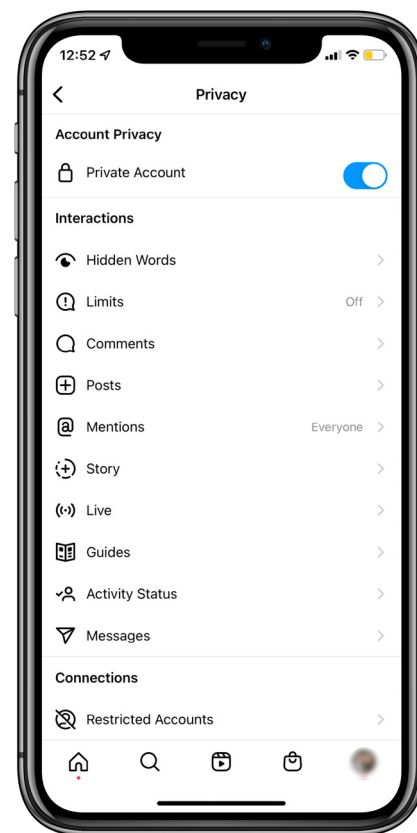 12:52
Privacy
Account Privacy
Private Account
Interactions
Hidden Words
Limits Off
Comments
Posts
Mentions Everyone
Story
Live
Guides
Activity Status
Messages
Connections
Restricted Accounts